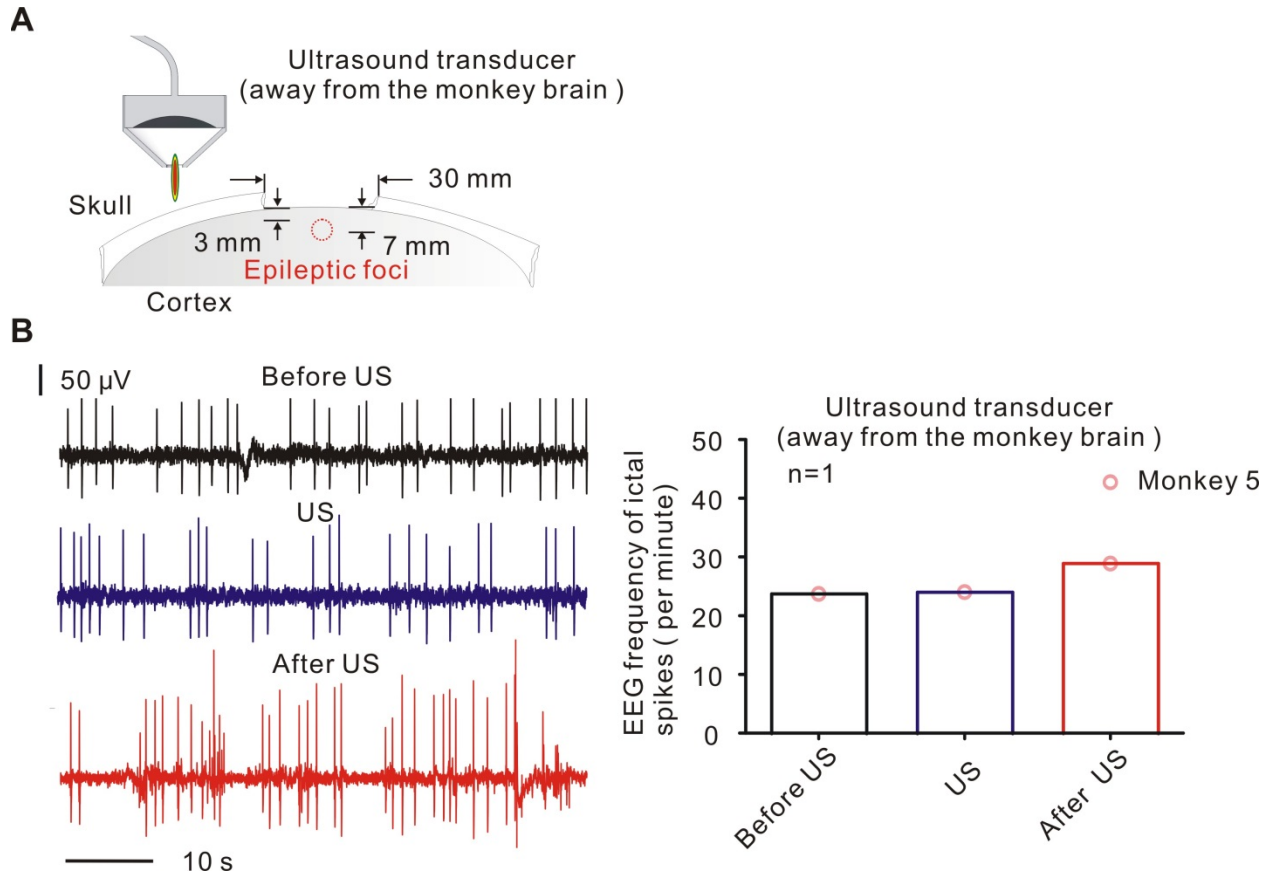 A
Ultrasound transducer
(away from the monkey brain )
30 mm
Skull
3 mm
7 mm
Epileptic foci
Cortex
B
50 µV
Before US
US
After US
10 s
Ultrasound transducer
(away from the monkey brain )
n=1
Monkey 5
EEG frequency of ictal
spikes ( per minute)
50
40
30
20
10
0
Before US
US
After US